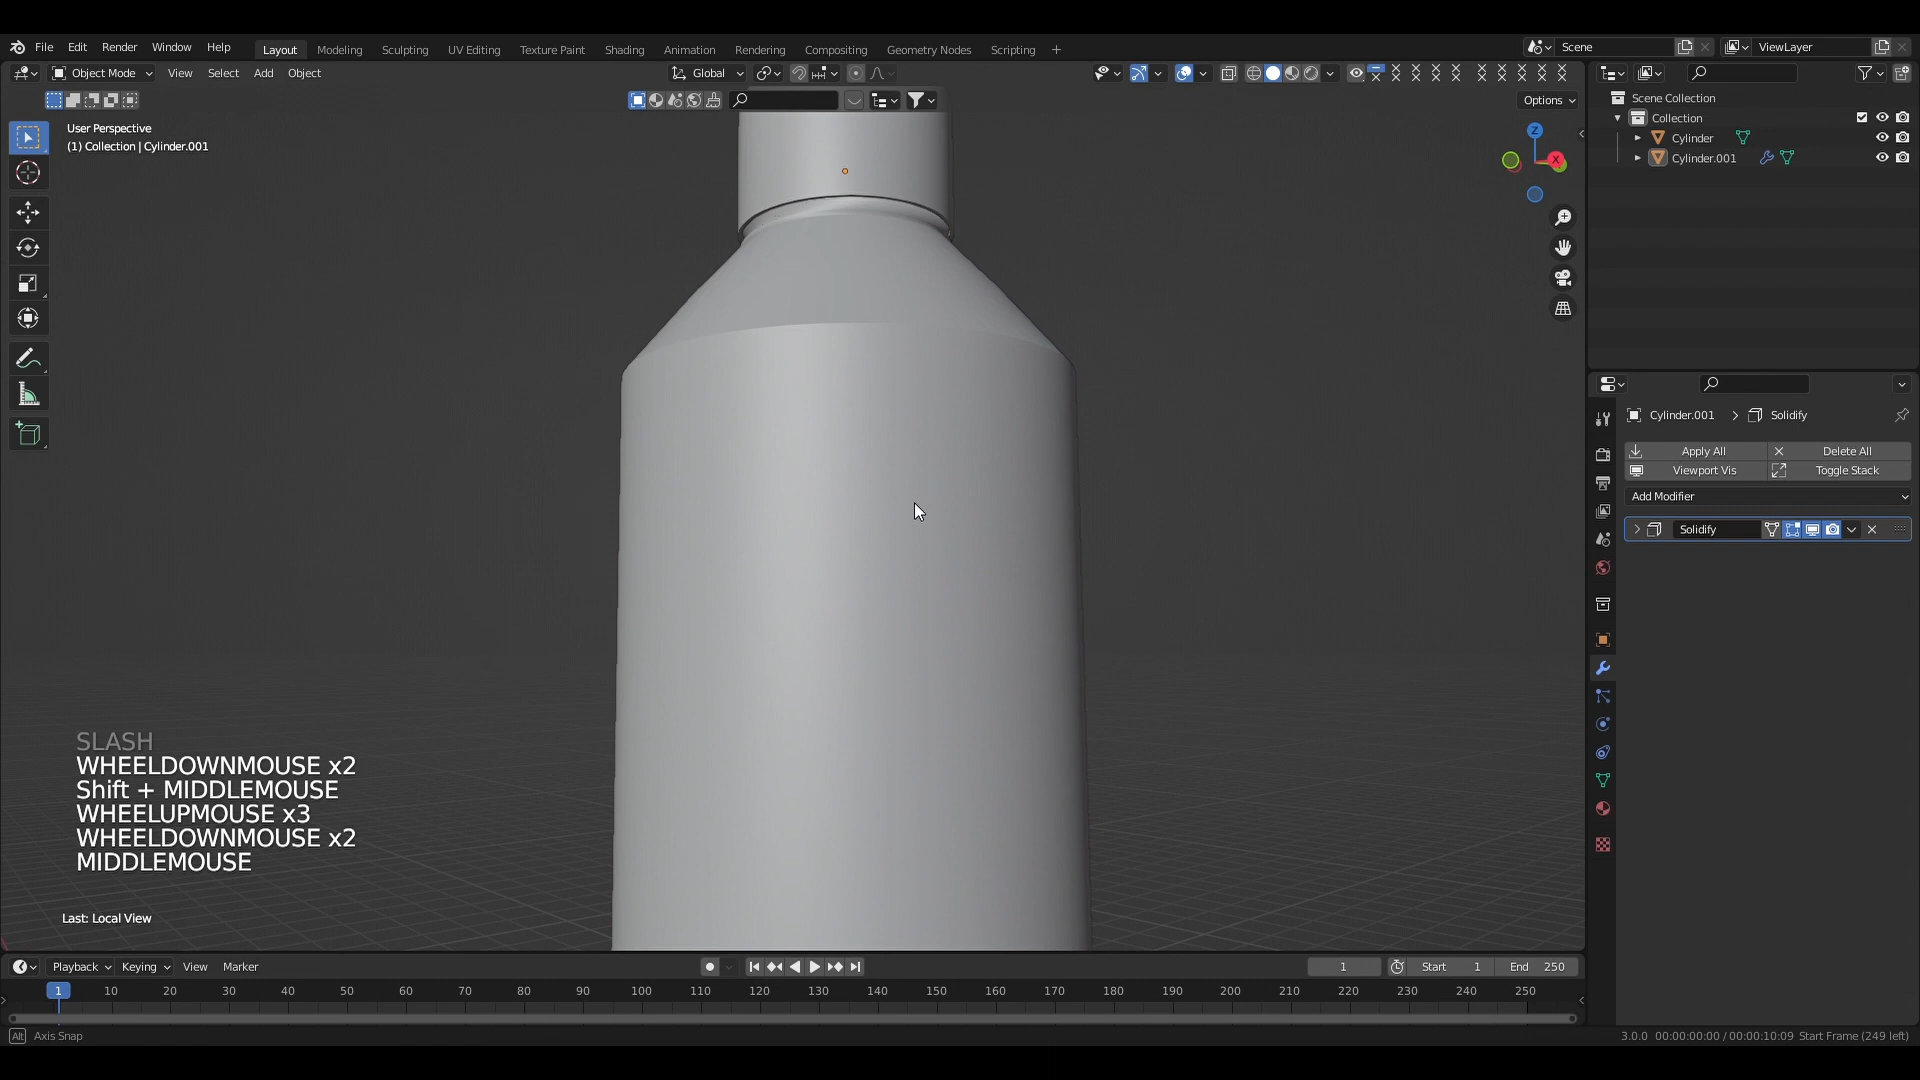 File Edit Render Window Help Layout Modeling Sculpting UV Editing Texture Paint Shading Animation Rendering Compositing Geometry Nodes Scripting + Scene ViewLayer
Object Mode View Select Add Object Global
Options
User Perspective
(1) Collection | Cylinder.001
Z
X
Scene Collection
Collection
Cylinder
Cylinder.001
Cylinder.001 > Solidify
Apply All Delete All
Viewport Vis Toggle Stack
Add Modifier
Solidify
SLASH
WHEELDOWNMOUSE x2
Shift + MIDDLEMOUSE
WHEELUPMOUSE x3
WHEELDOWNMOUSE x2
MIDDLEMOUSE
Last: Local View
Playback Keying View Marker 1 Start 1 End 250
1 10 20 30 40 50 60 70 80 90 100 110 120 130 140 150 160 170 180 190 200 210 220 230 240 250
Alt Axis Snap 3.0.0 00:00:00:00 / 00:00:10:09 Start Frame (249 left)